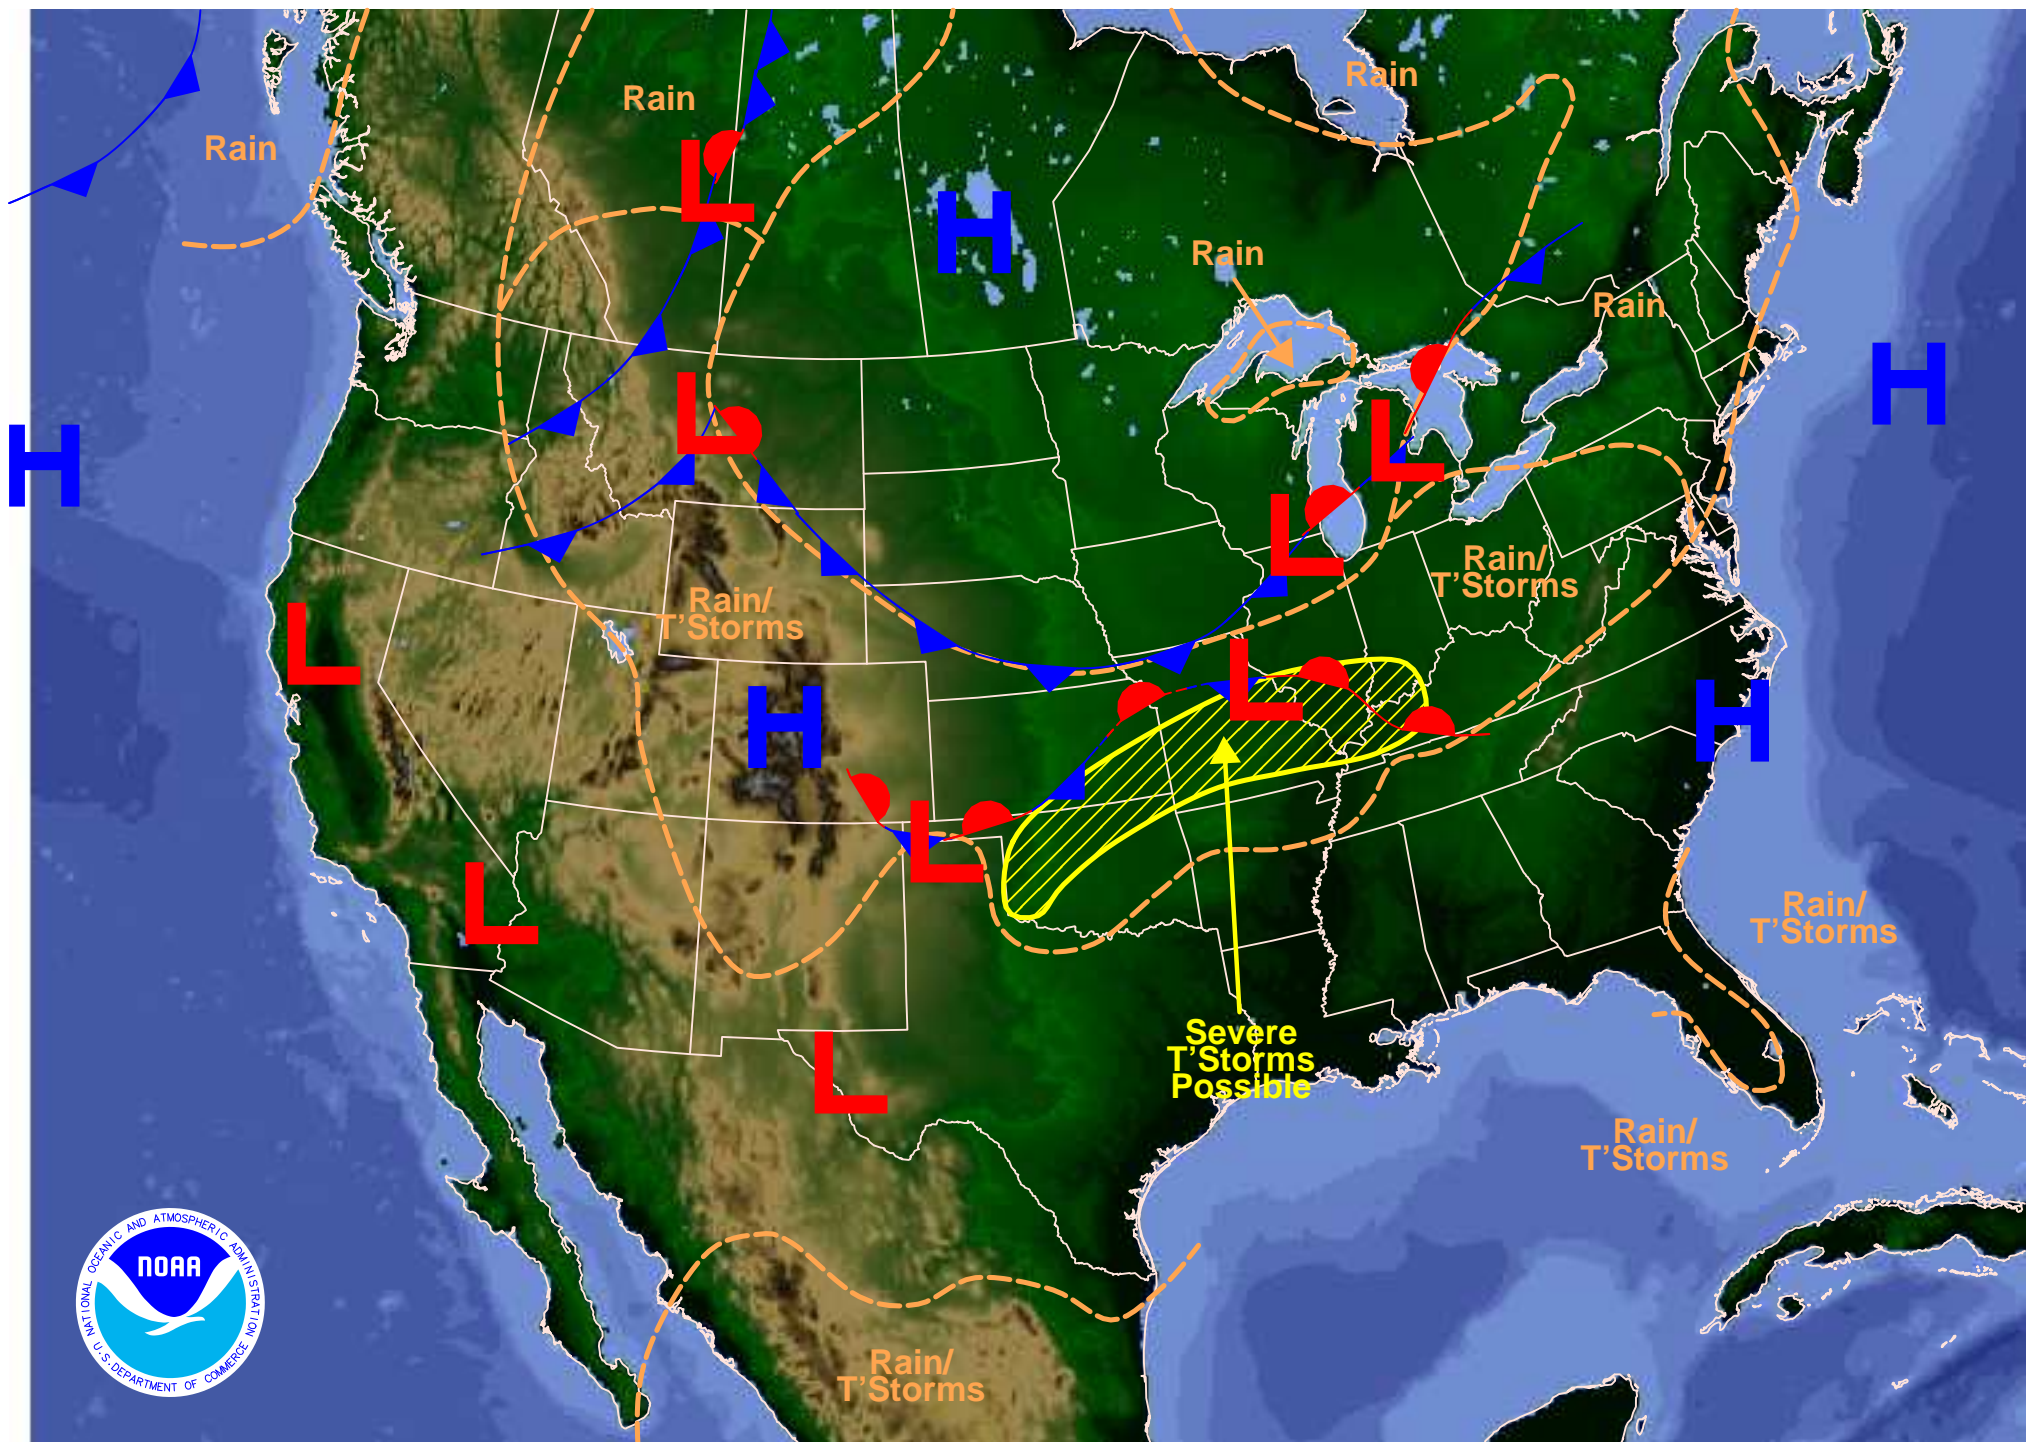 Rain
Rain
Rain
H
L
Rain
Rain
H
L
H
L
L
Rain/
T'Storms
Rain/
T'Storms
L
L
H
L
H
L
L
Rain/
T'Storms
Severe
T'Storms
Possible
L
Rain/
T'Storms
NATIONAL OCEANIC AND ATMOSPHERIC ADMINISTRATION
NOAA
U.S. DEPARTMENT OF COMMERCE
Rain/
T'Storms